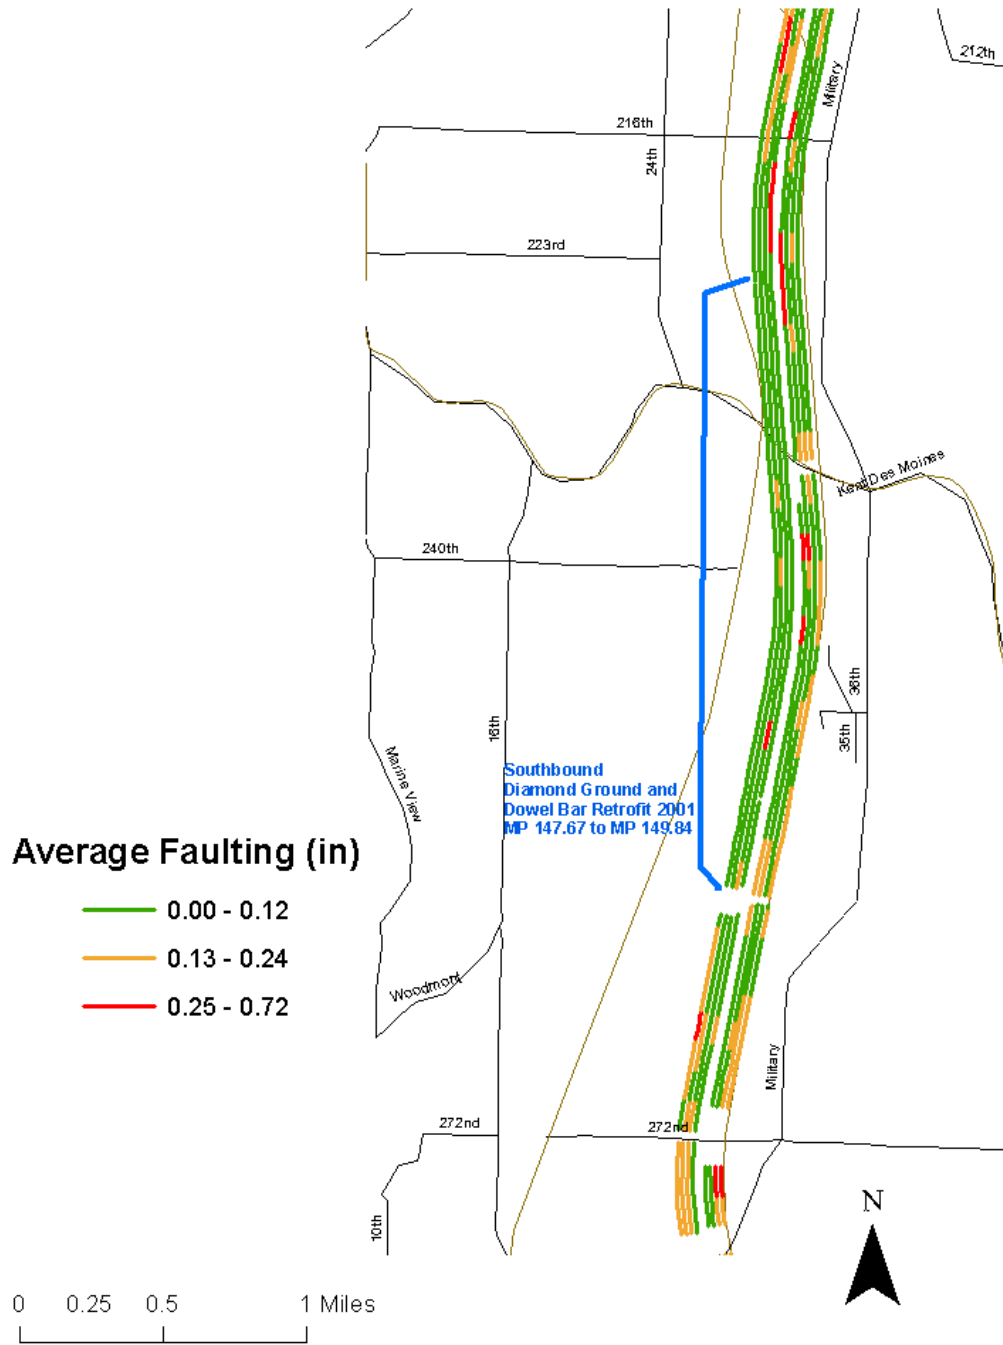 212th
Military
216th
24th
223rd
Kent/Des Moines
240th
36th
16th
35th
Marine View
Southbound
Diamond Ground and
Dowel Bar Retrofit 2001
MP 147.67 to MP 149.84
Average Faulting (in)
0.00 - 0.12
0.13 - 0.24
0.25 - 0.72
Woodmont
Military
272nd
272nd
10th
N
0 0.25 0.5 1 Miles